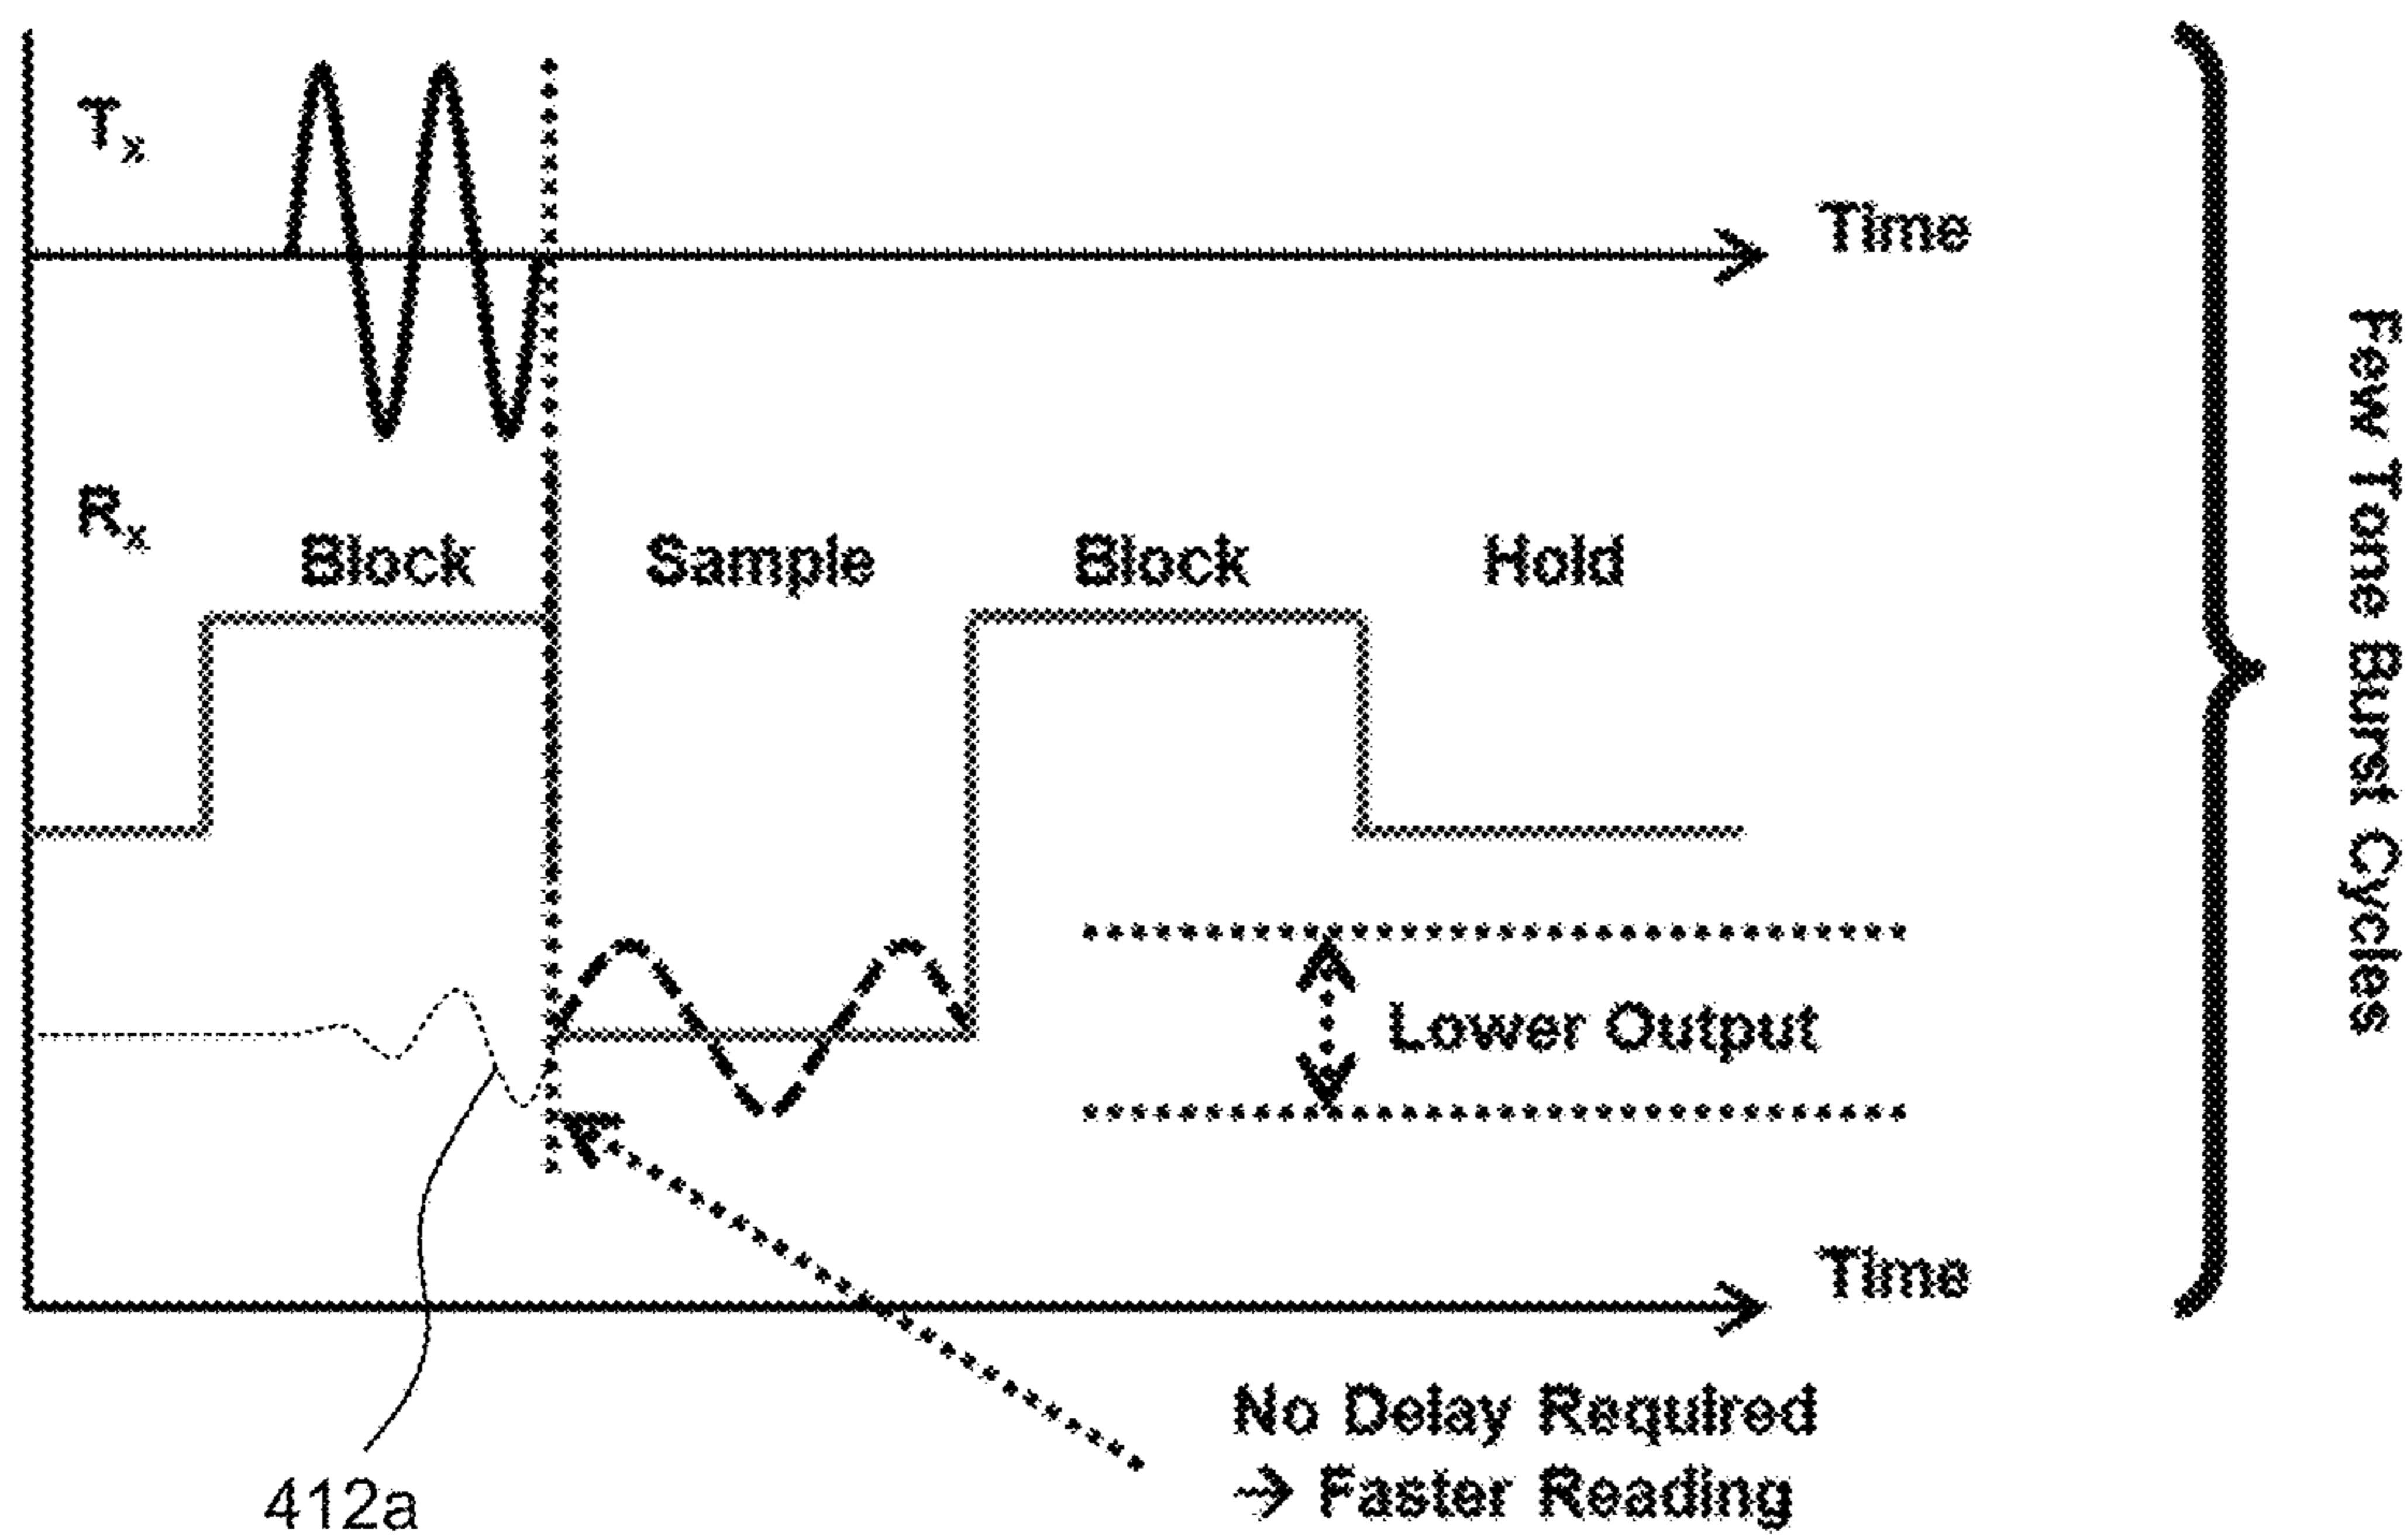 Tx
Time
Rx
Block
Sample
Block
Hold
Lower Output
Time
No Delay Required
→ Faster Reading
412a
Few Tone Burst Cycles